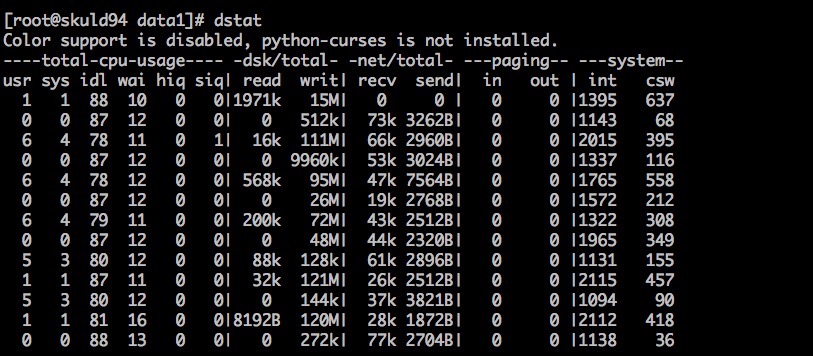 [root@skuld94 data1]# dstat
Color support is disabled, python-curses is not installed.
----total-cpu-usage---- -dsk/total- -net/total- ---paging-- ---system--
usr sys idl wai hiq siq| read  writ| recv  send|  in   out | int   csw
  1   1  88  10   0   0|1971k   15M|   0     0 |   0     0 |1395   637
  0   0  87  12   0   0|   0   512k|  73k 3262B|   0     0 |1143    68
  6   4  78  11   0   1|  16k  111M|  66k 2960B|   0     0 |2015   395
  0   0  87  12   0   0|   0  9960k|  53k 3024B|   0     0 |1337   116
  6   4  78  12   0   0| 568k   95M|  47k 7564B|   0     0 |1765   558
  0   0  87  12   0   0|   0    26M|  19k 2768B|   0     0 |1572   212
  6   4  79  11   0   0| 200k   72M|  43k 2512B|   0     0 |1322   308
  0   0  87  12   0   0|   0    48M|  44k 2320B|   0     0 |1965   349
  5   3  80  12   0   0|  88k  128k|  61k 2896B|   0     0 |1131   155
  1   1  87  11   0   0|  32k  121M|  26k 2512B|   0     0 |2115   457
  5   3  80  12   0   0|   0   144k|  37k 3821B|   0     0 |1094    90
  1   1  81  16   0   0|8192B  120M|  28k 1872B|   0     0 |2112   418
  0   0  88  13   0   0|   0   272k|  77k 2704B|   0     0 |1138    36